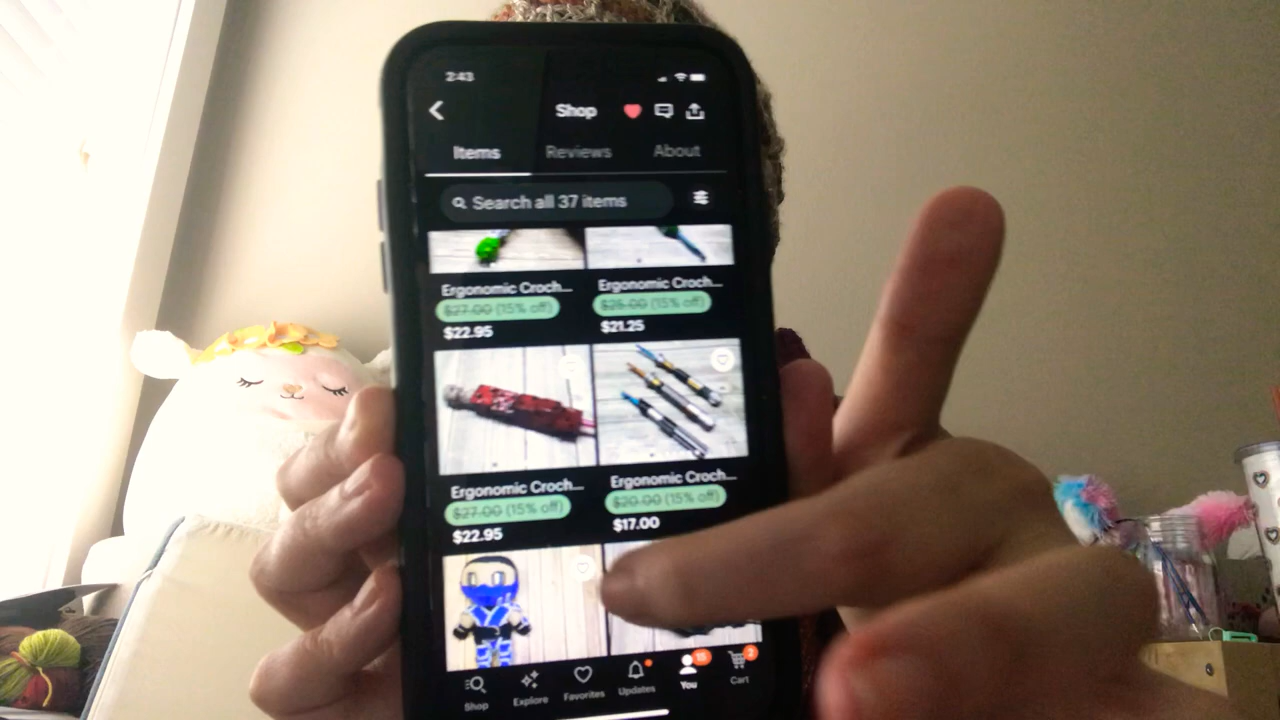 2:43
Shop
Items Reviews About
Search all 37 items
Ergonomic Croch... Ergonomic Croch...
$27.00 (15% off) $25.00 (15% off)
$22.95 $21.25
Ergonomic Croch... Ergonomic Croch...
$27.00 (15% off) $20.00 (15% off)
$22.95 $17.00
15 2
Shop Explore Favorites Updates You Cart